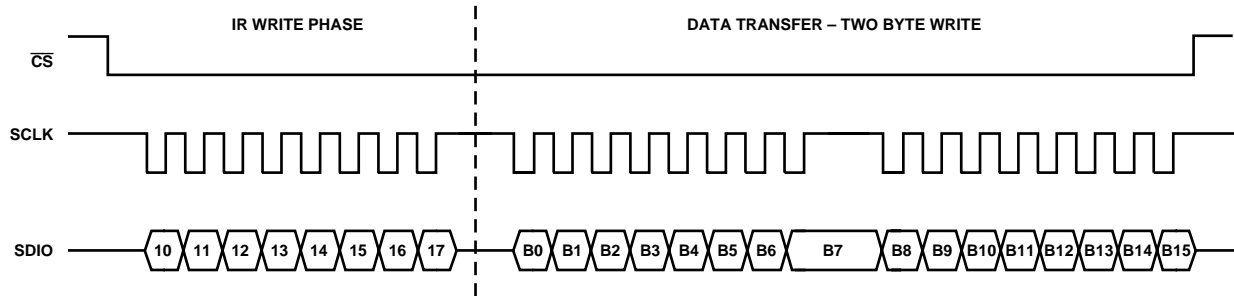 IR WRITE PHASE DATA TRANSFER – TWO BYTE WRITE
CS
SCLK
SDIO 10 11 12 13 14 15 16 17 B0 B1 B2 B3 B4 B5 B6 B7 B8 B9 B10 B11 B12 B13 B14 B15